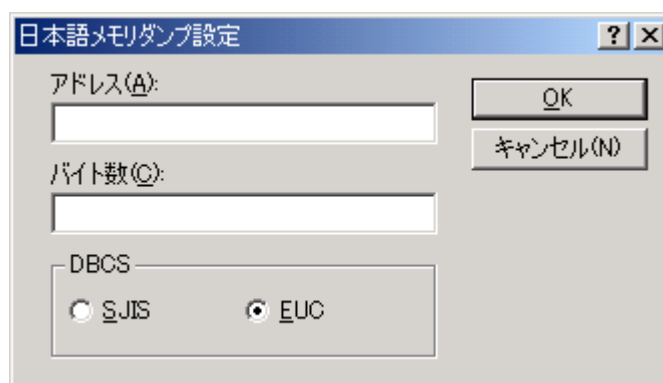 日本語メモリダンプ設定
アドレス(A):
OK
バイト数(C):
キャンセル(N)
DBCS
SJIS EUC